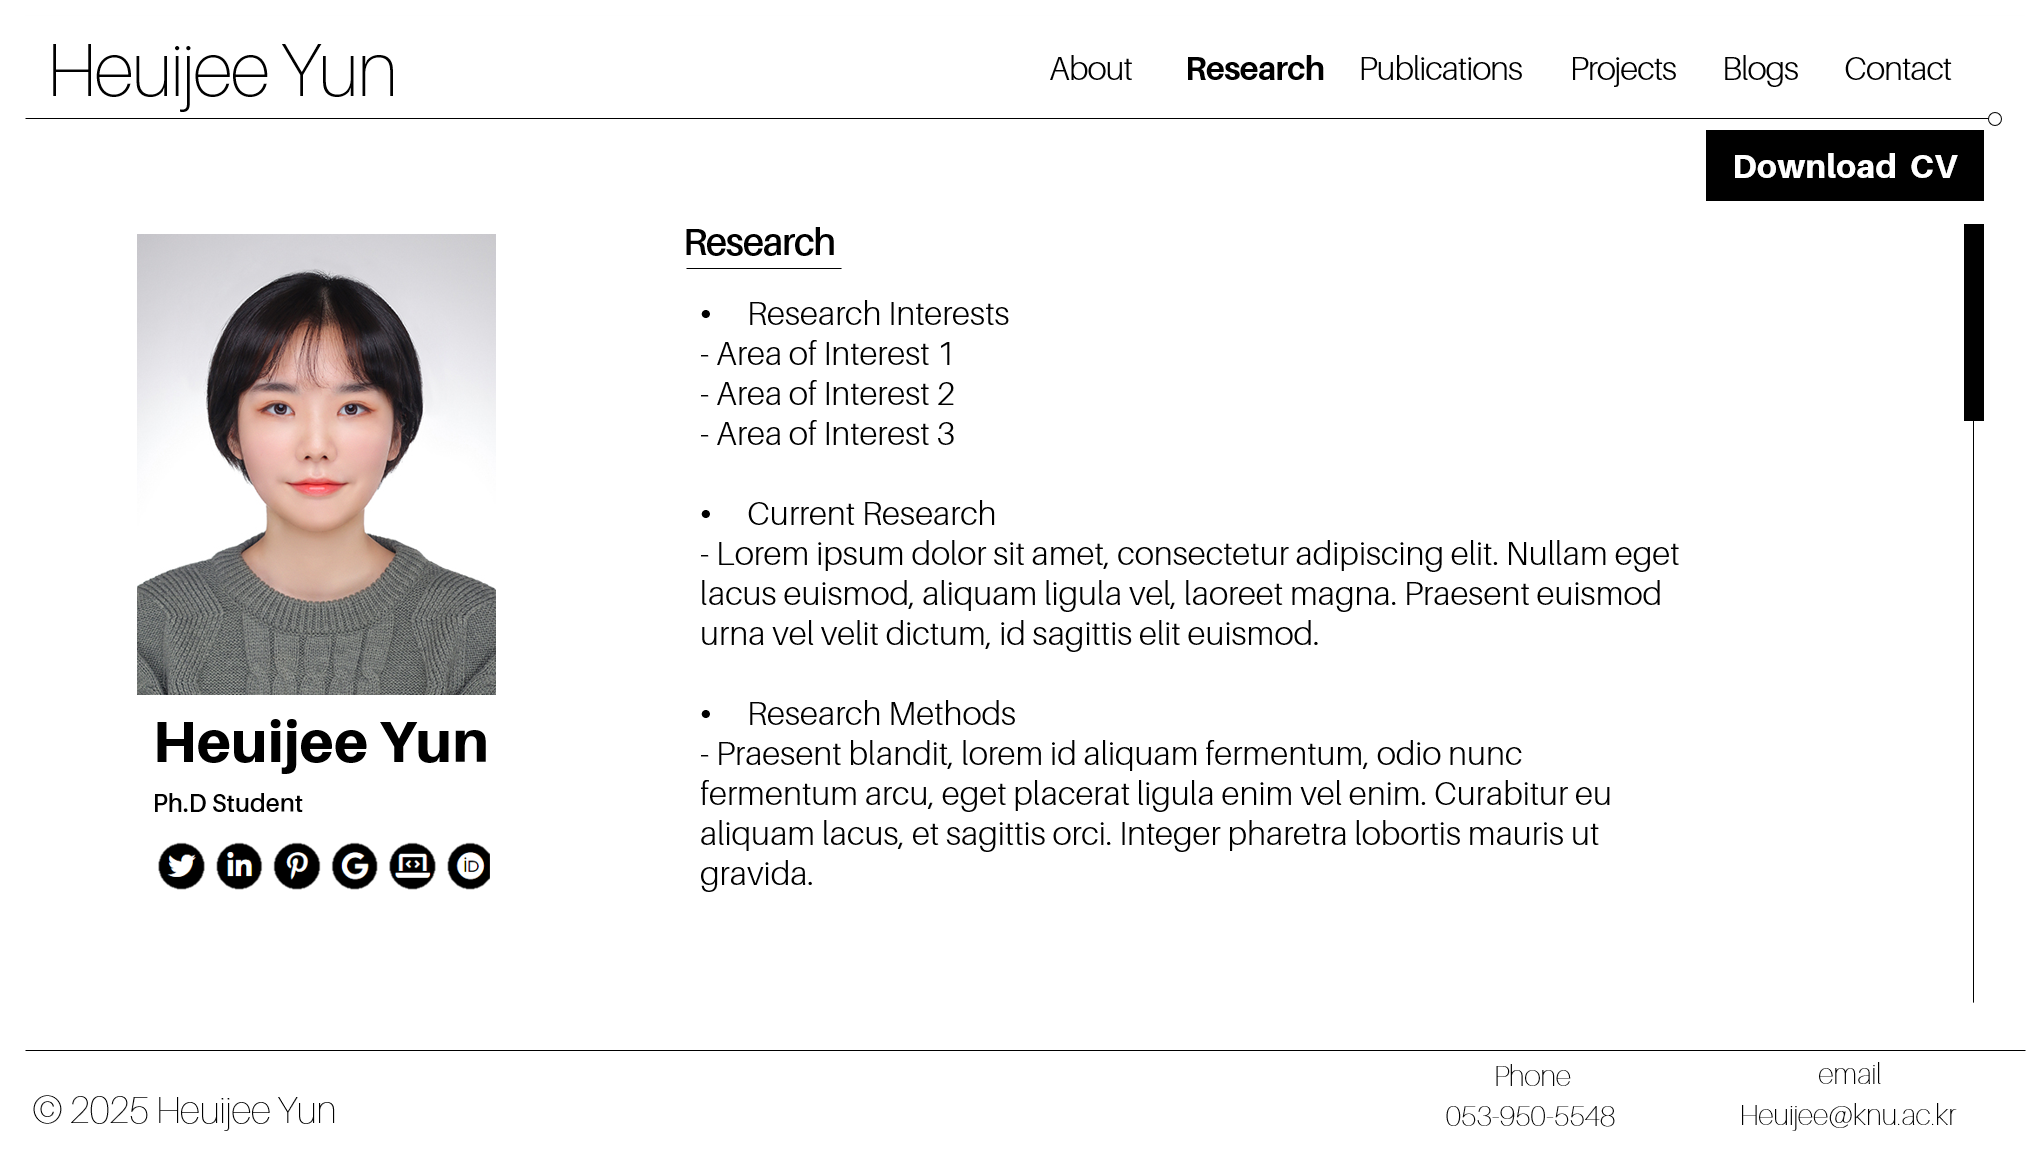 Heuijee Yun
About Research Publications Projects Blogs Contact
Download CV
Research
• Research Interests
- Area of Interest 1
- Area of Interest 2
- Area of Interest 3
• Current Research
- Lorem ipsum dolor sit amet, consectetur adipiscing elit. Nullam eget
lacus euismod, aliquam ligula vel, laoreet magna. Praesent euismod
urna vel velit dictum, id sagittis elit euismod.
• Research Methods
- Praesent blandit, lorem id aliquam fermentum, odio nunc
fermentum arcu, eget placerat ligula enim vel enim. Curabitur eu
aliquam lacus, et sagittis orci. Integer pharetra lobortis mauris ut
gravida.
Heuijee Yun
Ph.D Student
in G iD
© 2025 Heuijee Yun
Phone
053-950-5548
email
Heuijee@knu.ac.kr